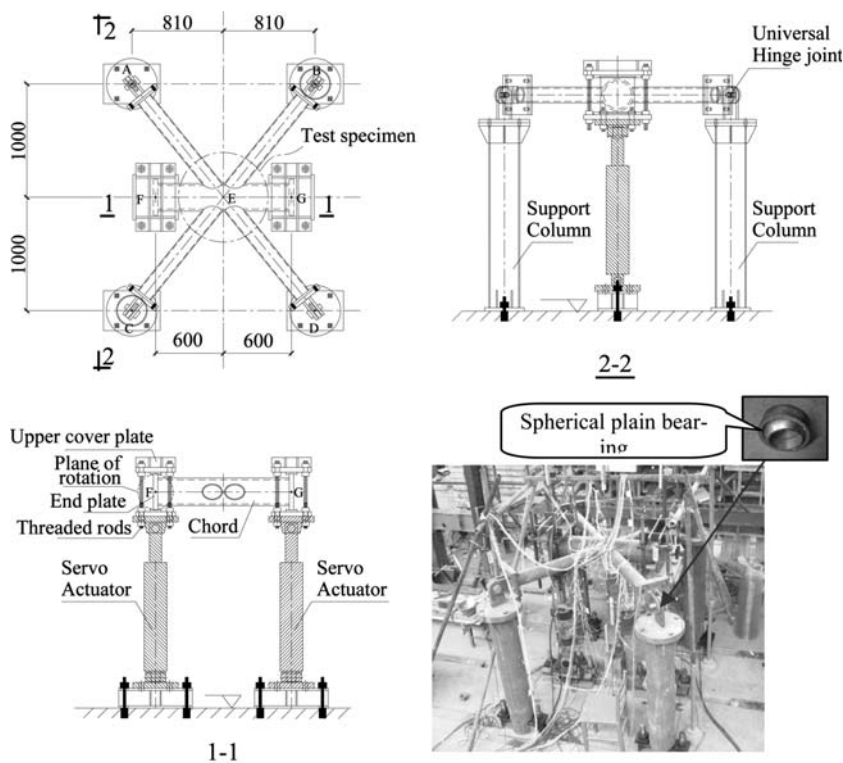 2
810
810
A
B
1000
Test specimen
F
E
G
1
1
1000
C
D
600
600
2
Universal
Hinge joint
Support
Column
Support
Column
2-2
Upper cover plate
Plane of
rotation
End plate
Threaded rods
F
G
Chord
Servo
Actuator
Servo
Actuator
1-1
Spherical plain bear-
ing